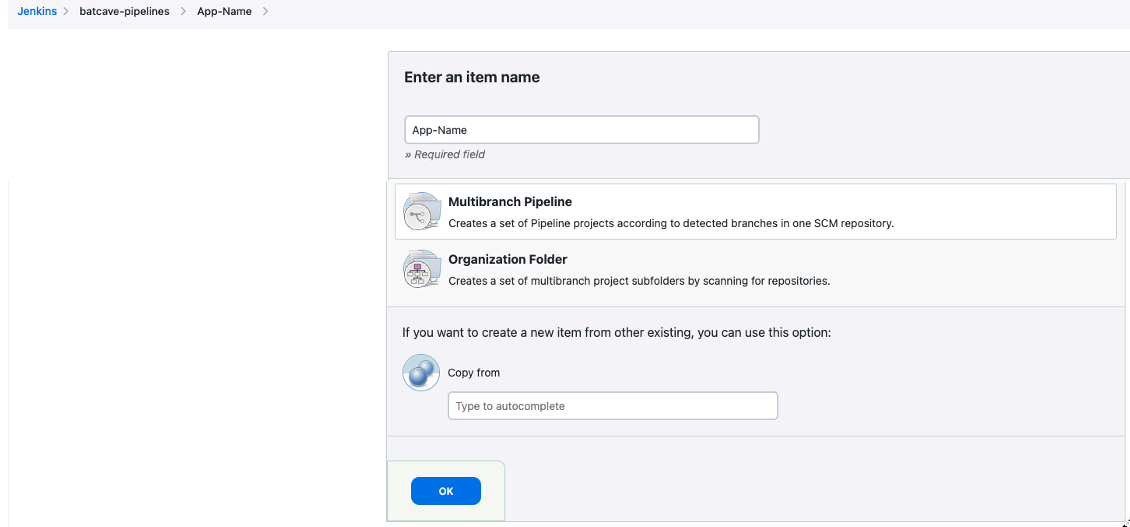 Jenkins > batcave-pipelines > App-Name >
Enter an item name
App-Name
» Required field
Multibranch Pipeline
Creates a set of Pipeline projects according to detected branches in one SCM repository.
Organization Folder
Creates a set of multibranch project subfolders by scanning for repositories.
If you want to create a new item from other existing, you can use this option:
Copy from
Type to autocomplete
OK